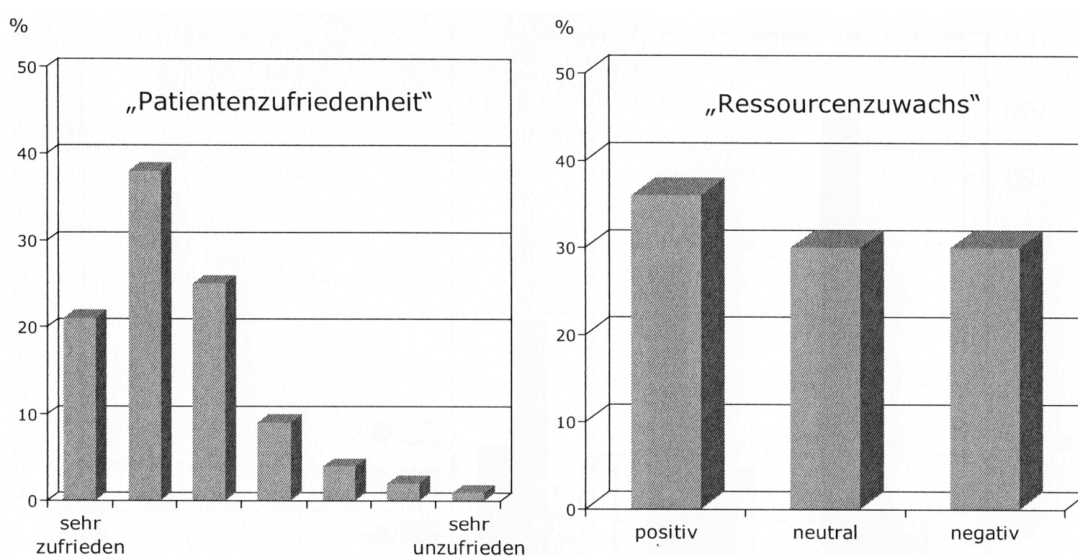 %
„Patientenzufriedenheit“
50
40
30
20
10
0
sehr
zufrieden
sehr
unzufrieden
%
„Ressourcenzuwachs“
50
40
30
20
10
0
positiv
neutral
negativ